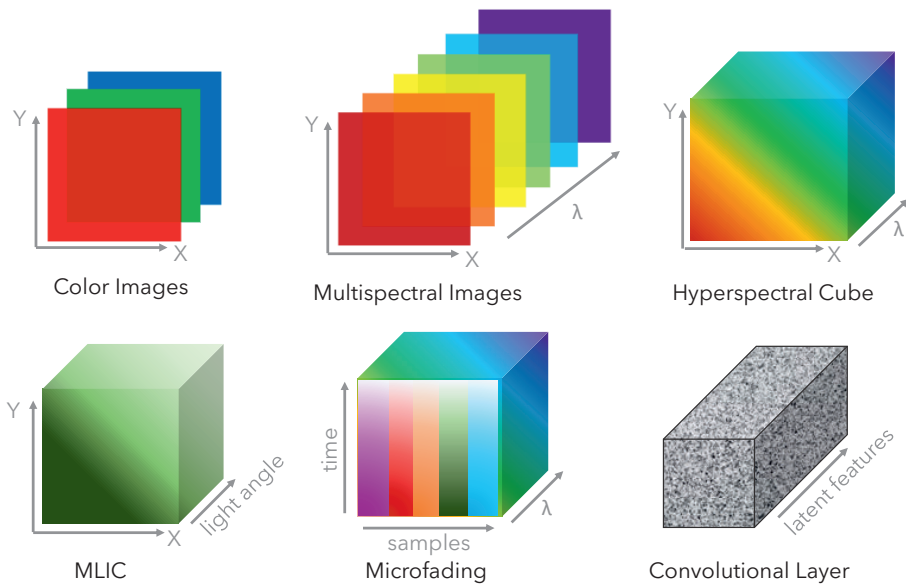 Y
X
Color Images
Y
X
λ
Multispectral Images
Y
X
λ
Hyperspectral Cube
Y
X
light angle
MLIC
time
samples
λ
Microfading
latent features
Convolutional Layer